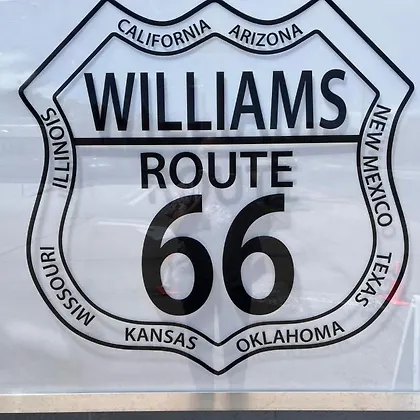 CALIFORNIA ARIZONA
WILLIAMS
ROUTE
66
NEW MEXICO
TEXAS
OKLAHOMA
KANSAS
MISSOURI
ILLINOIS